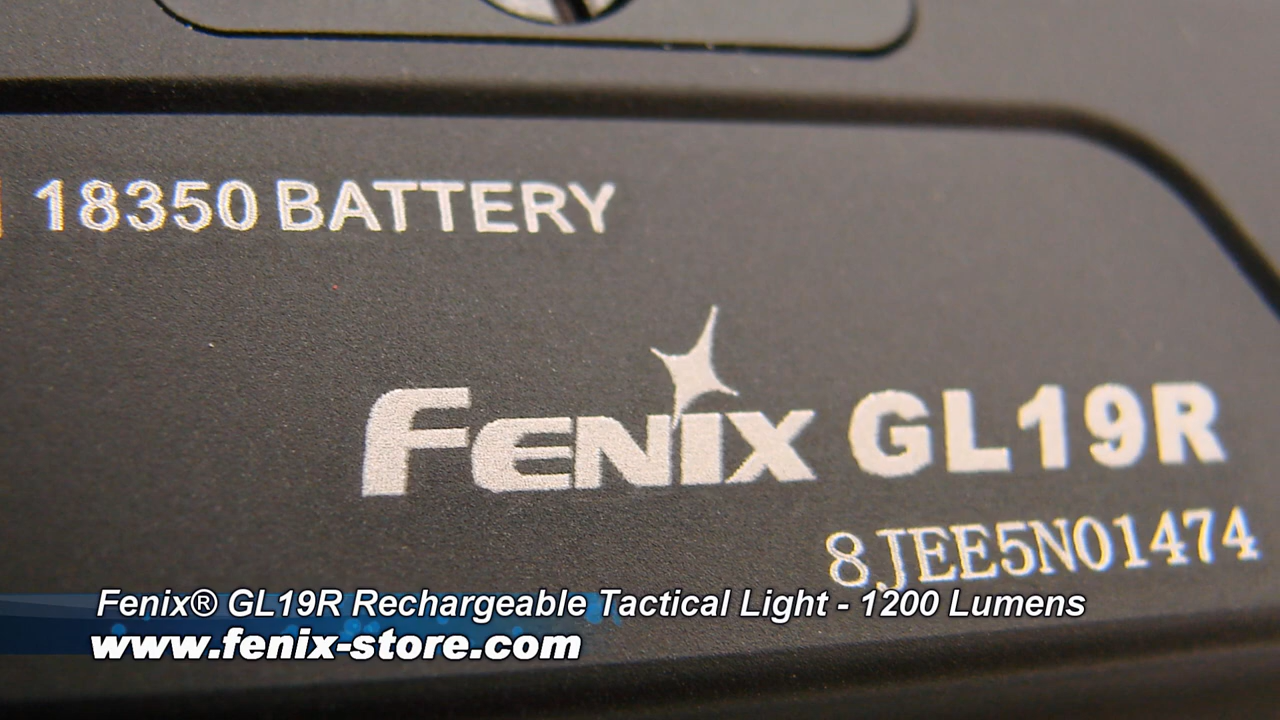 18350 BATTERY
FENIX GL19R
8JEE5N01474
Fenix® GL19R Rechargeable Tactical Light - 1200 Lumens
www.fenix-store.com